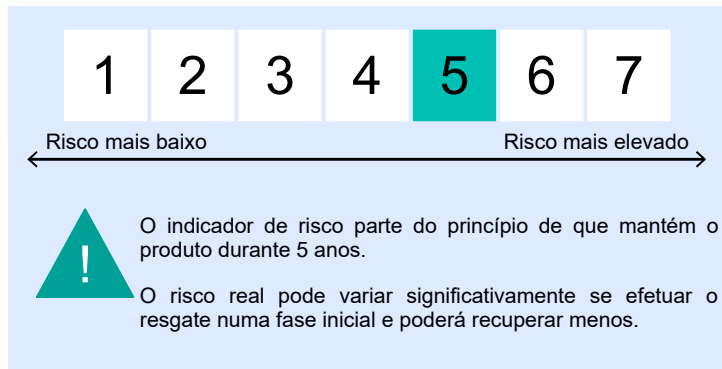 1 2 3 4 5 6 7
Risco mais baixo Risco mais elevado
!
O indicador de risco parte do princípio de que mantém o
produto durante 5 anos.
O risco real pode variar significativamente se efetuar o
resgate numa fase inicial e poderá recuperar menos.